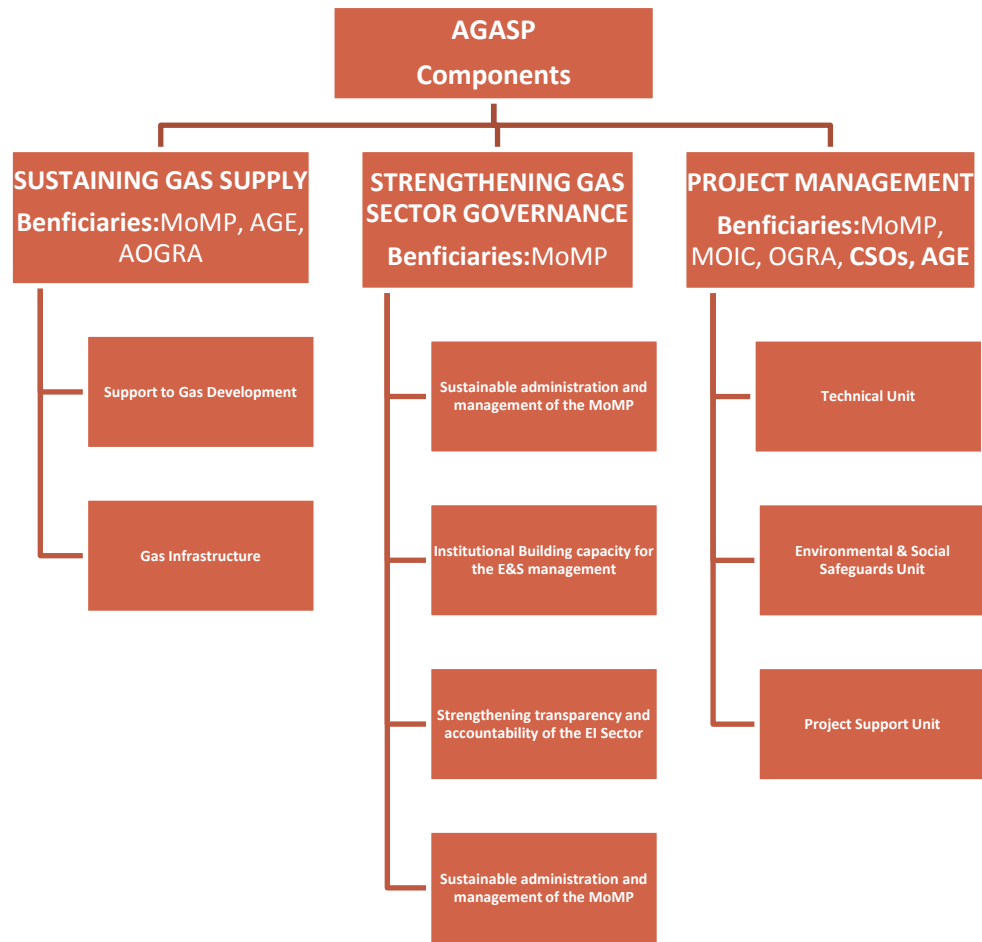 AGASP
Components
SUSTAINING GAS SUPPLY
Benficiaries:MoMP, AGE,
AOGRA
Support to Gas Development
Gas Infrastructure
STRENGTHENING GAS
SECTOR GOVERNANCE
Benficiaries:MoMP
Sustainable administration and
management of the MoMP
Institutional Building capacity for
the E&S management
Strengthening transparency and
accountability of the EI Sector
Sustainable administration and
management of the MoMP
PROJECT MANAGEMENT
Benficiaries:MoMP,
MOIC, OGRA, CSOs, AGE
Technical Unit
Environmental & Social
Safeguards Unit
Project Support Unit